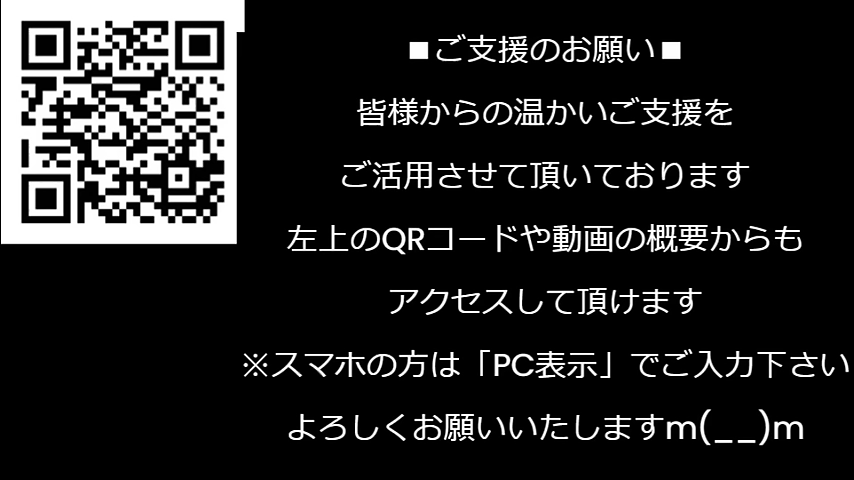 ■ご支援のお願い■
皆様からの温かいご支援を
ご活用させて頂いております
左上のQRコードや動画の概要からも
アクセスして頂けます
※スマホの方は「PC表示」でご入力下さい
よろしくお願いいたしますm(__)m